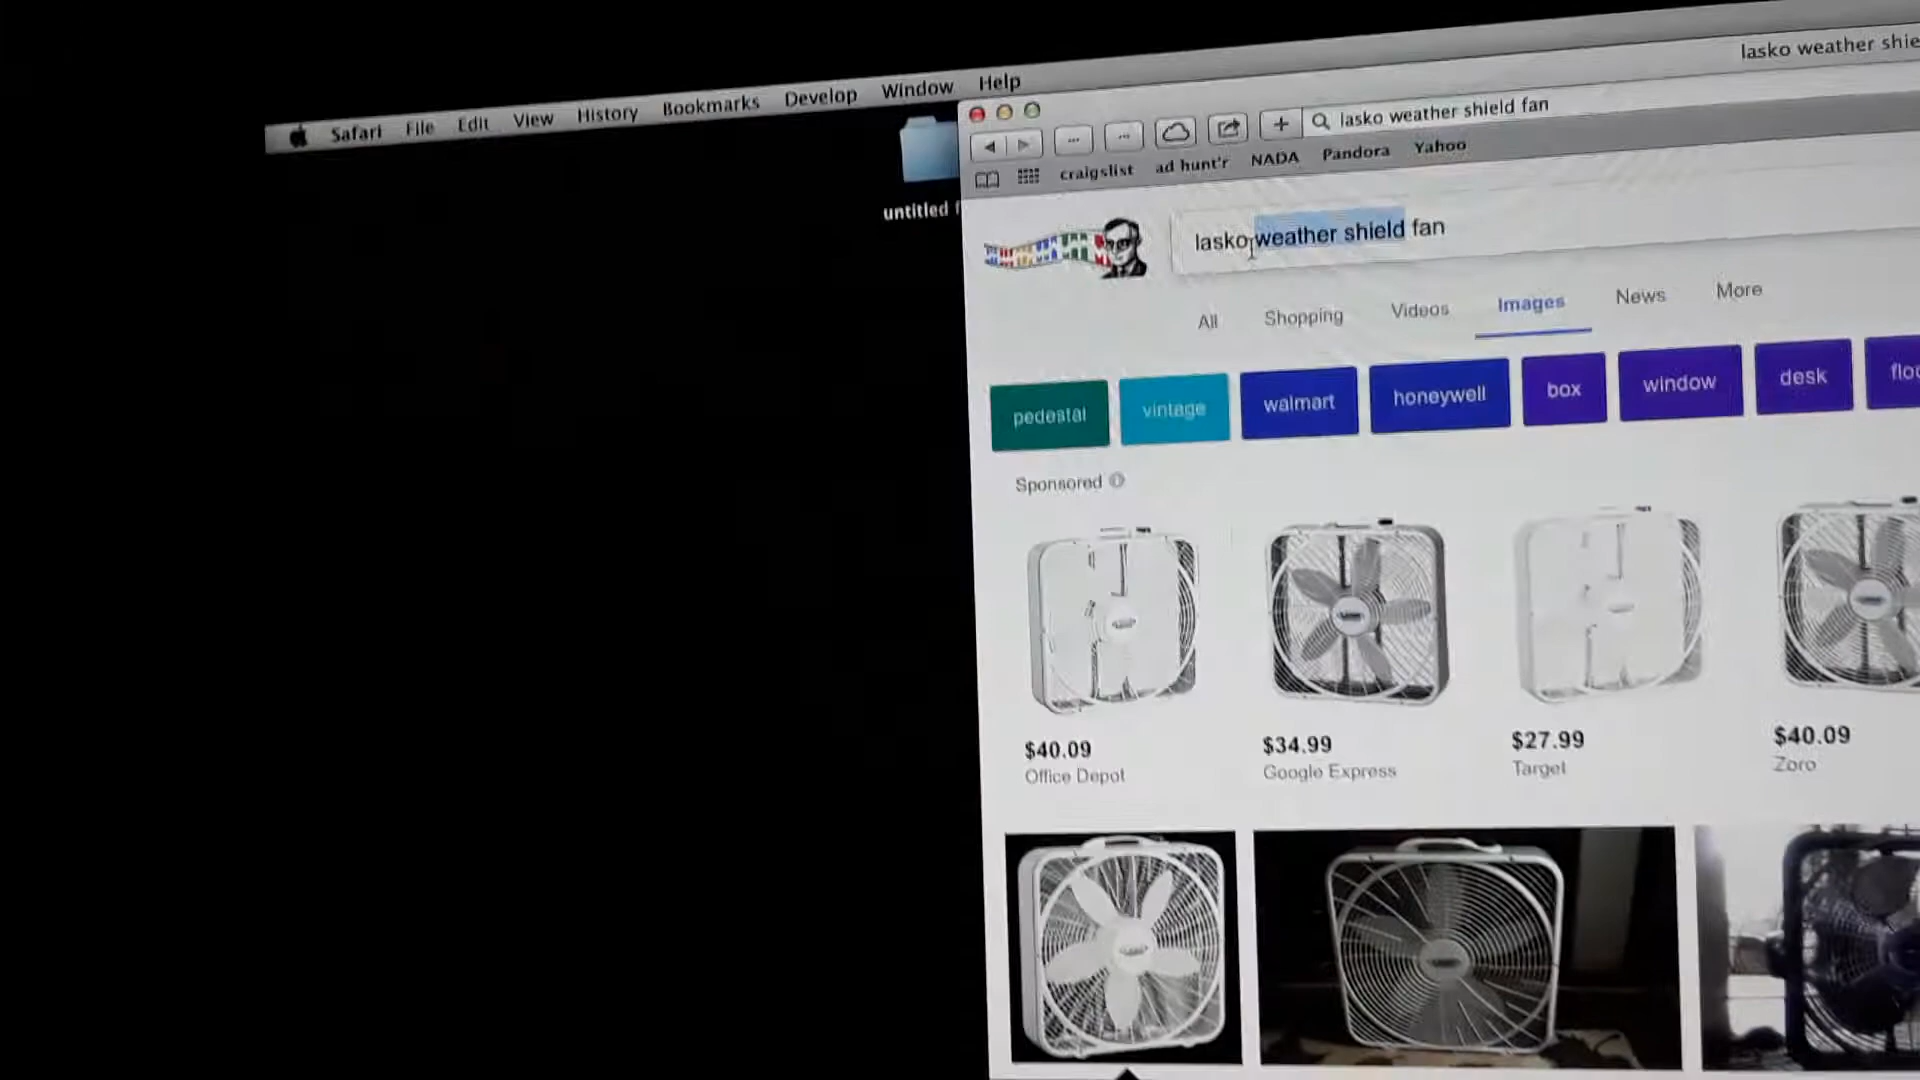 Safari File Edit View History Bookmarks Develop Window Help
lasko weather shie
lasko weather shield fan
craigslist ad hunt'r NADA Pandora Yahoo
untitled f
lasko weather shield fan
All Shopping Videos Images News More
pedestal vintage walmart honeywell box window desk floo
Sponsored
$40.09 $34.99 $27.99 $40.09
Office Depot Google Express Target Zoro